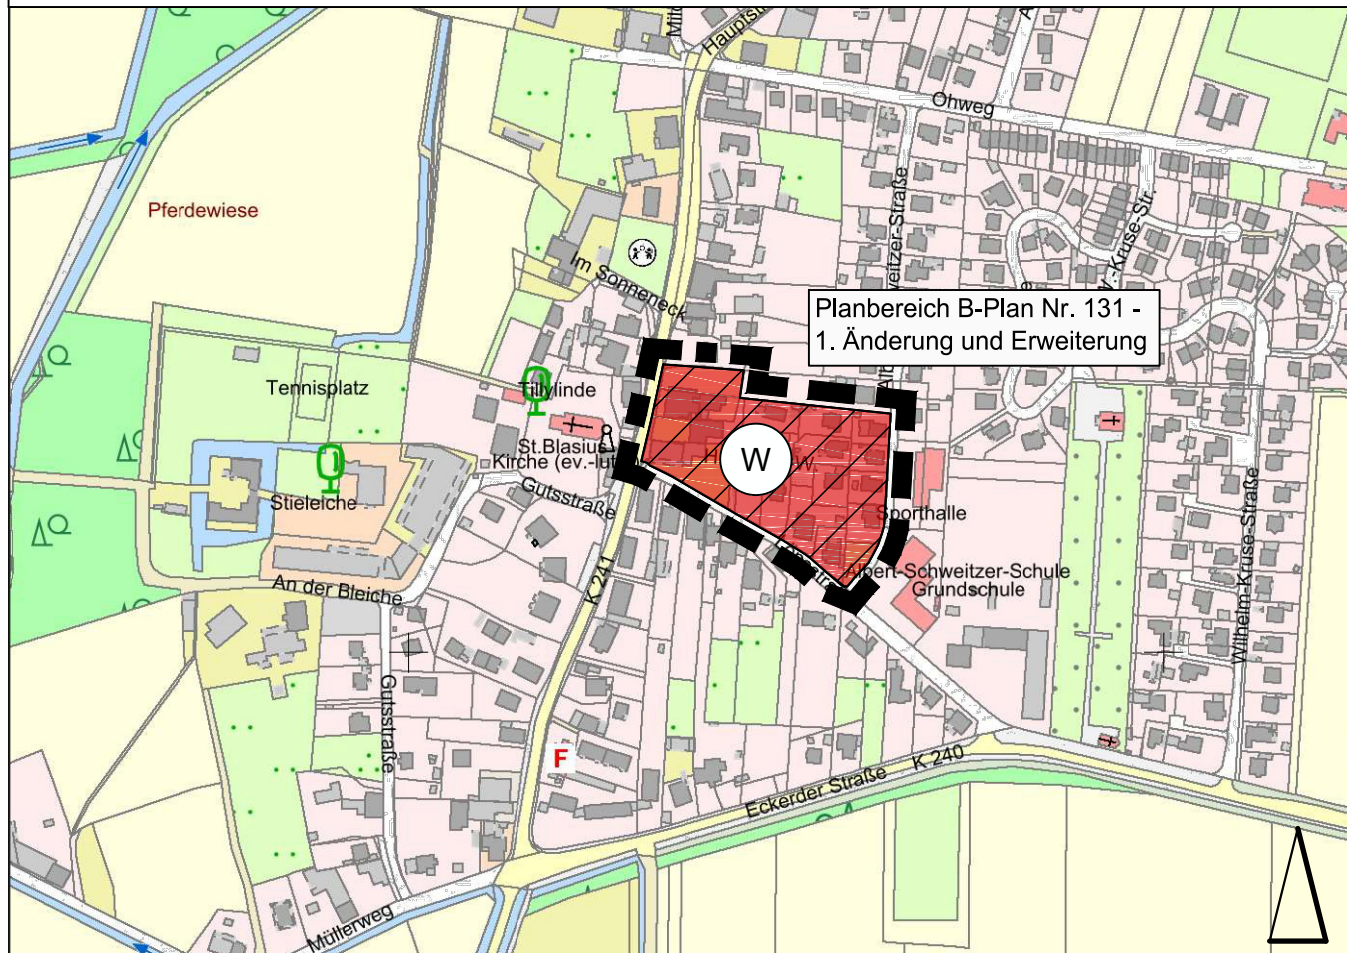 Hauptstr
Ohweg
Pferdewiese
Im Sonneneck
W.-Kruse-Str.
Planbereich B-Plan Nr. 131 -
1. Änderung und Erweiterung
Tennisplatz
Tillylinde
St.Blasius
Kirche (ev.-lut
W
Stieleiche
Gutsstraße
Sporthalle
K 241
An der Bleiche
Albert-Schweitzer-Schule
Grundschule
Wilhelm-Kruse-Straße
Gutsstraße
F
Eckerder Straße K 240
Müllerweg